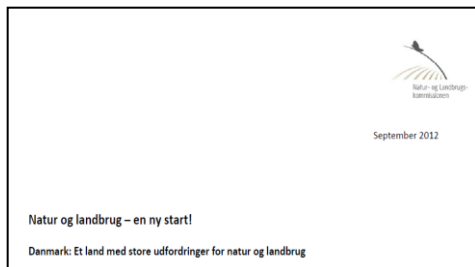 Natur- og Landbrugs-
kommissionen
September 2012
Natur og landbrug – en ny start!
Danmark: Et land med store udfordringer for natur og landbrug